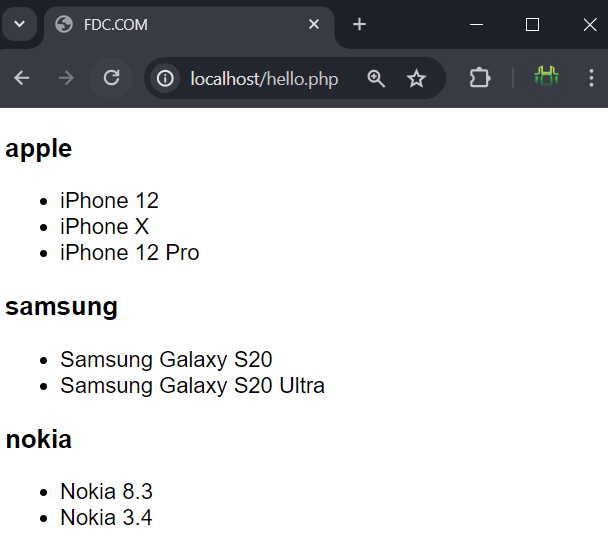 FDC.COM
localhost/hello.php
apple
iPhone 12
iPhone X
iPhone 12 Pro
samsung
Samsung Galaxy S20
Samsung Galaxy S20 Ultra
nokia
Nokia 8.3
Nokia 3.4